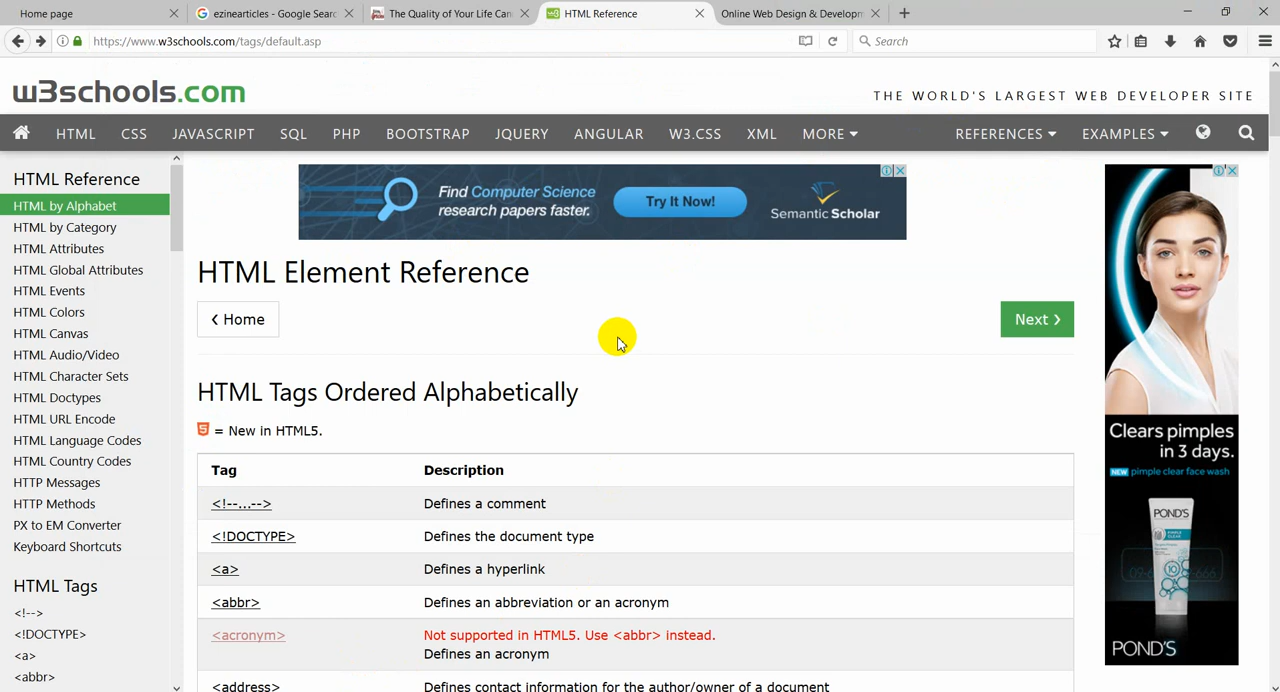 Home page
ezinearticles - Google Searc
The Quality of Your Life Can
HTML Reference
Online Web Design & Developm
https://www.w3schools.com/tags/default.asp
Search
w3schools.com
THE WORLD'S LARGEST WEB DEVELOPER SITE
HTML CSS JAVASCRIPT SQL PHP BOOTSTRAP JQUERY ANGULAR W3.CSS XML MORE REFERENCES EXAMPLES
HTML Reference
HTML by Alphabet
HTML by Category
HTML Attributes
HTML Global Attributes
HTML Events
HTML Colors
HTML Canvas
HTML Audio/Video
HTML Character Sets
HTML Doctypes
HTML URL Encode
HTML Language Codes
HTML Country Codes
HTTP Messages
HTTP Methods
PX to EM Converter
Keyboard Shortcuts
HTML Tags
<!-->
<!DOCTYPE>
<a>
<abbr>
Find Computer Science
research papers faster.
Try It Now!
Semantic Scholar
HTML Element Reference
❮ Home
Next ❯
HTML Tags Ordered Alphabetically
= New in HTML5.
Tag Description
<!--...--> Defines a comment
<!DOCTYPE> Defines the document type
<a> Defines a hyperlink
<abbr> Defines an abbreviation or an acronym
<acronym> Not supported in HTML5. Use <abbr> instead.
Defines an acronym
<address> Defines contact information for the author/owner of a document
Clears pimples
in 3 days.
NEW pimple clear face wash
POND'S
PIMPLE
CLEAR
10
POND'S